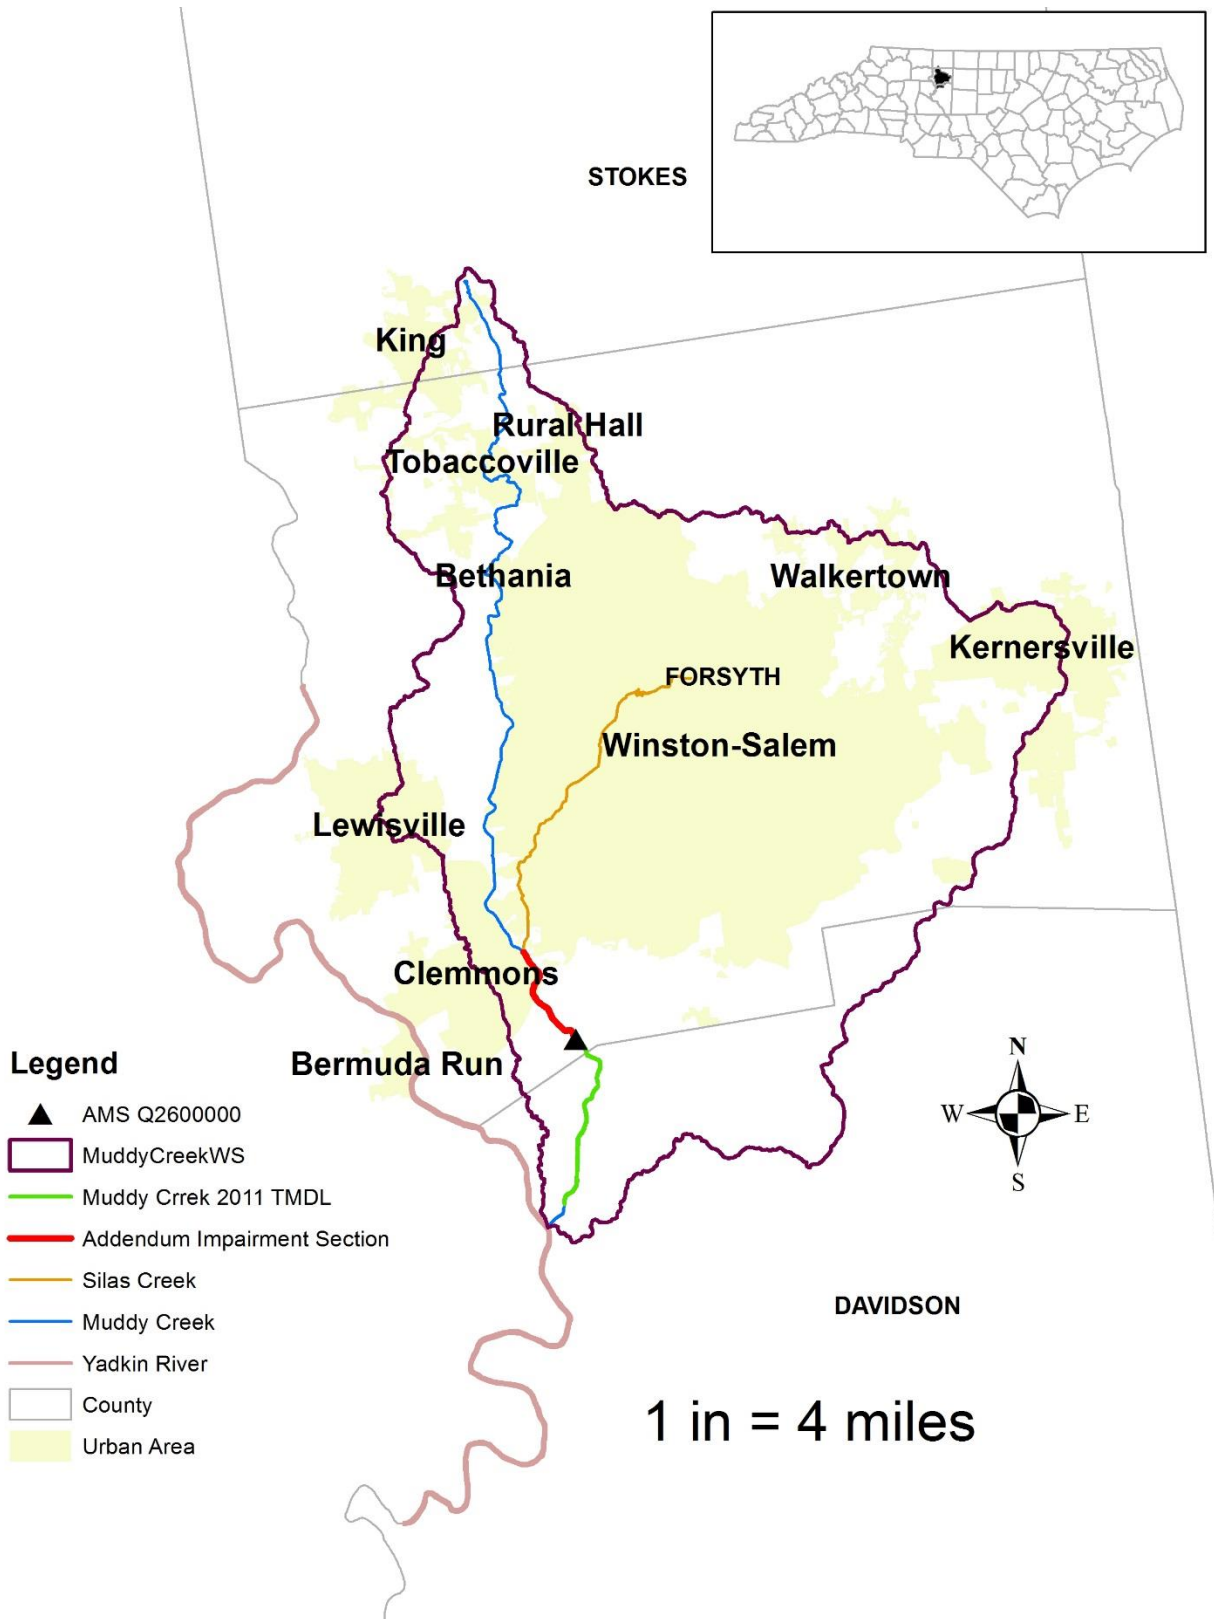 STOKES
King
Rural Hall
Tobaccoville
Bethania
Walkertown
Kernersville
FORSYTH
Winston-Salem
Lewisville
Clemmons
Bermuda Run
N
W
E
S
Legend
AMS Q2600000
MuddyCreekWS
Muddy Crrek 2011 TMDL
Addendum Impairment Section
Silas Creek
Muddy Creek
Yadkin River
County
Urban Area
DAVIDSON
1 in = 4 miles